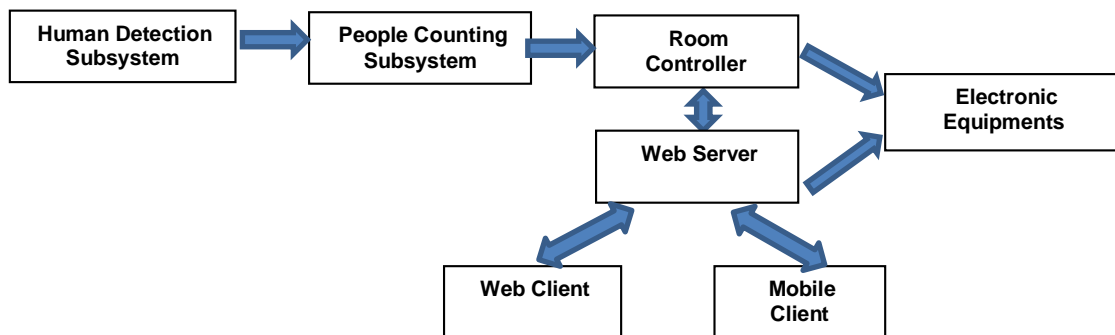 Human Detection
Subsystem
People Counting
Subsystem
Room
Controller
Electronic
Equipments
Web Server
Web Client
Mobile
Client